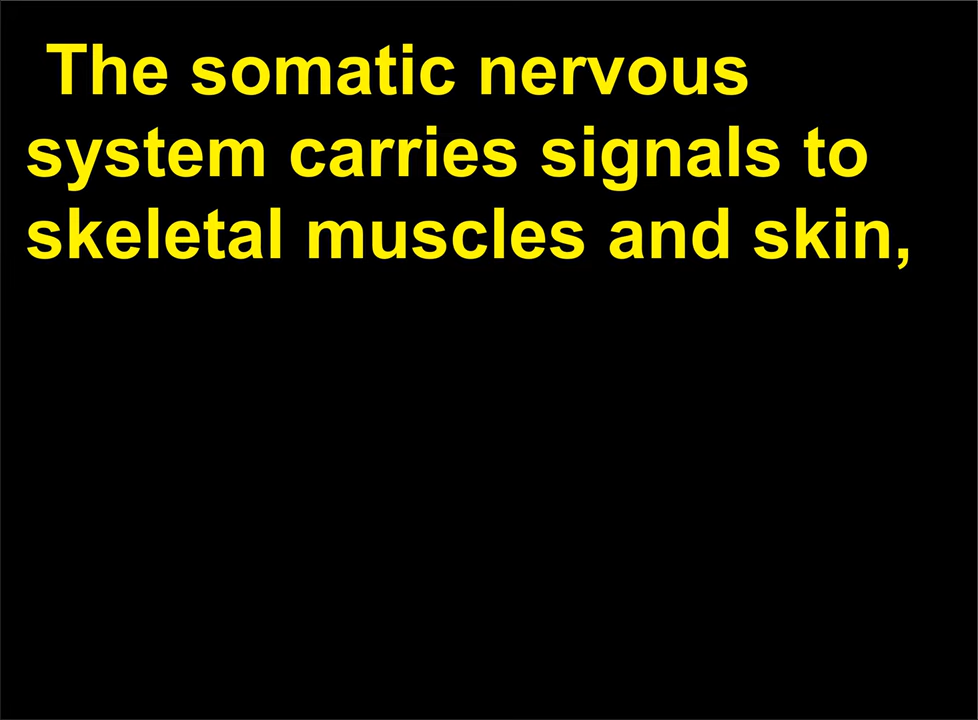 The somatic nervous
system carries signals to
skeletal muscles and skin,